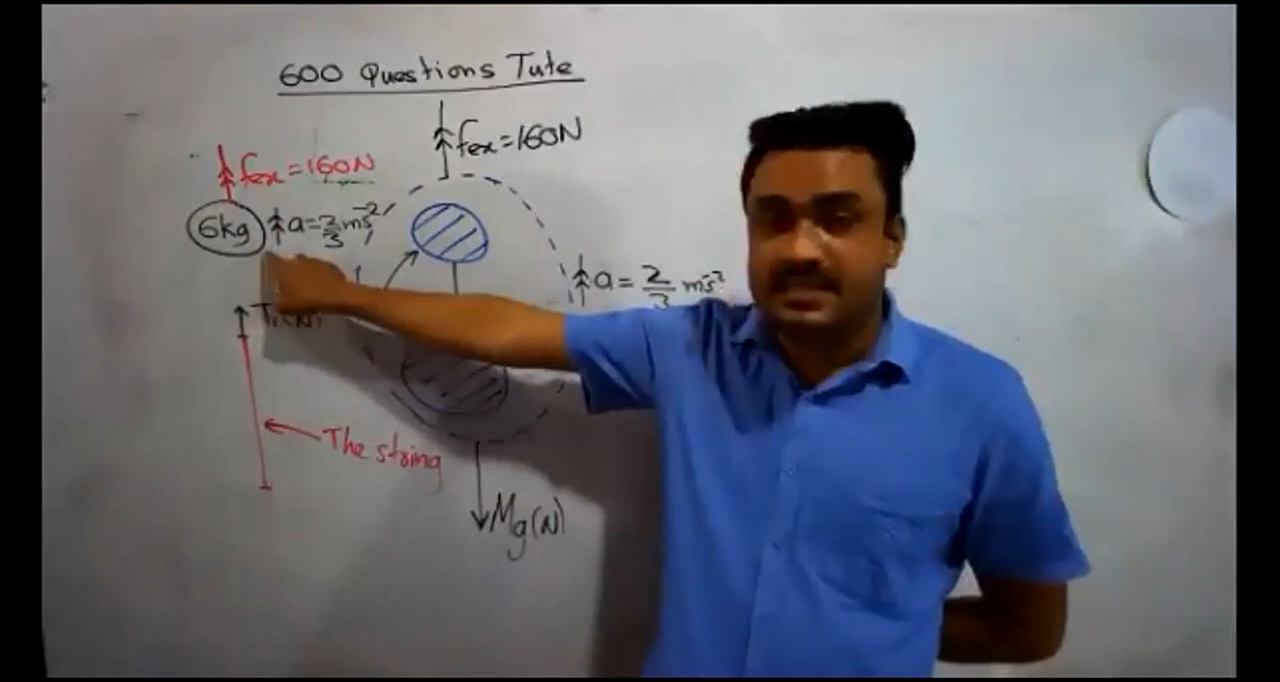 600 Questions Tute
fex=160N
fex=160N
6kg
a=2/3 ms⁻²
a=2/3 ms⁻²
The string
Mg(N)